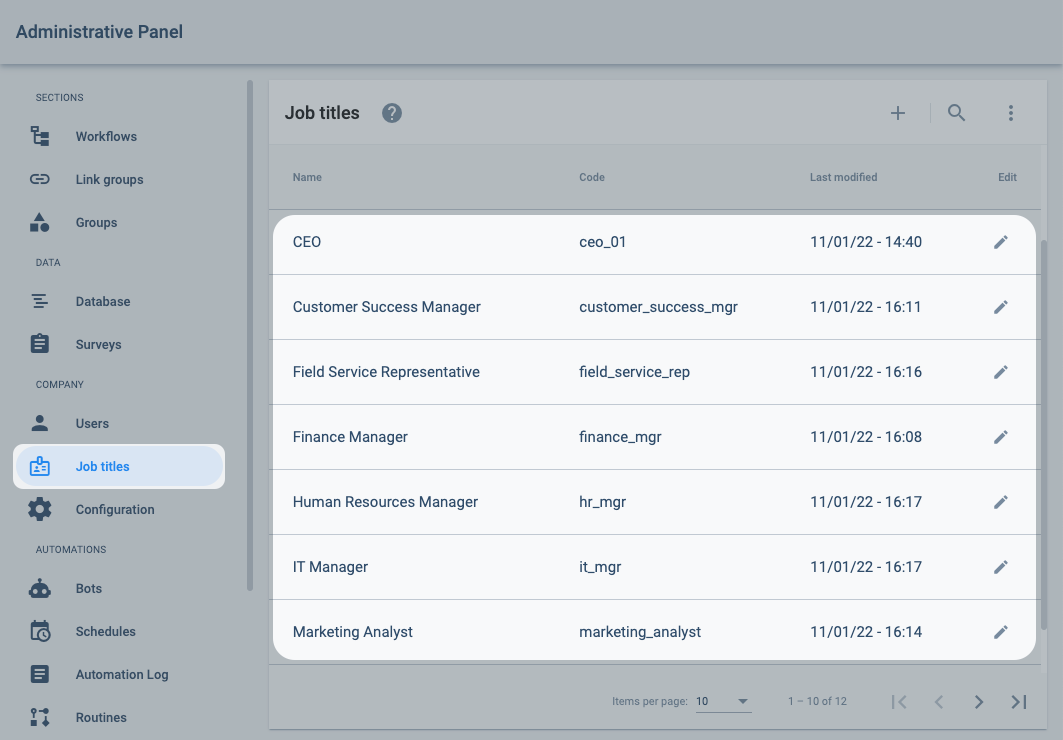 Administrative Panel
SECTIONS
Workflows
Link groups
Groups
DATA
Database
Surveys
COMPANY
Users
Job titles
Configuration
AUTOMATIONS
Bots
Schedules
Automation Log
Routines
Job titles ?
Name Code Last modified Edit
CEO ceo_01 11/01/22 - 14:40
Customer Success Manager customer_success_mgr 11/01/22 - 16:11
Field Service Representative field_service_rep 11/01/22 - 16:16
Finance Manager finance_mgr 11/01/22 - 16:08
Human Resources Manager hr_mgr 11/01/22 - 16:17
IT Manager it_mgr 11/01/22 - 16:17
Marketing Analyst marketing_analyst 11/01/22 - 16:14
Items per page: 10 1 – 10 of 12